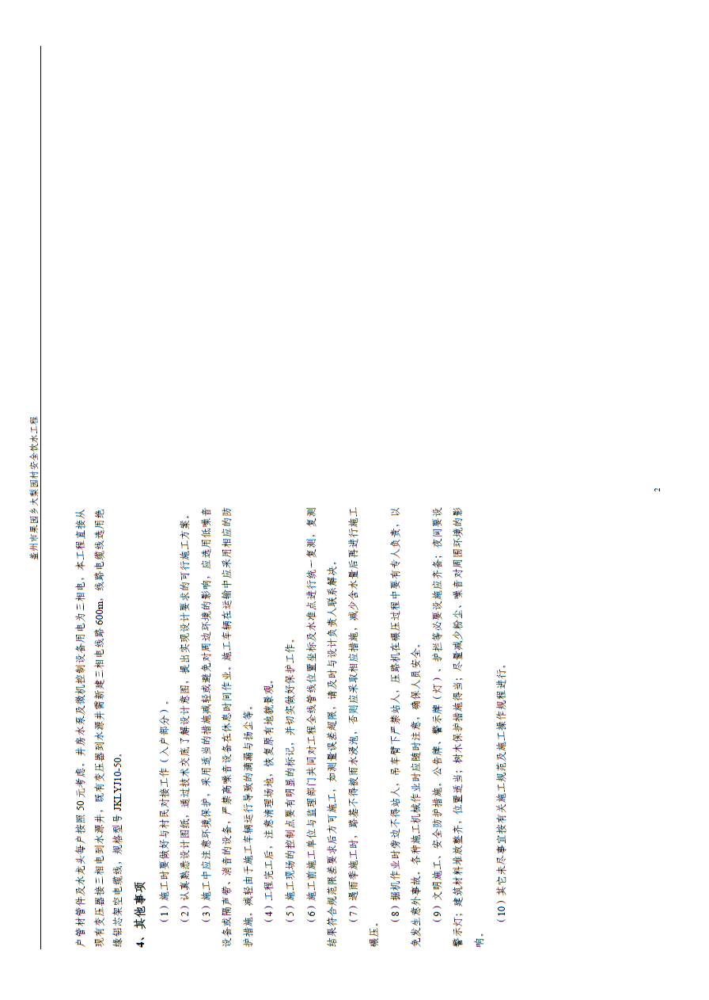 盖州市果园乡大梨园村安全饮水工程
户管材管件及水龙头每户按照 50 元考虑。井房水泵及微机控制设备用电为三相电，本工程直接从
现有变压器接三相电到水源井，既有变压器到水源井需新建三相电线路 600m，线路电缆线选用绝
缘铝芯架空电缆线，规格型号 JKLYJ10-50。
4、其他事项
（1）施工时要做好与村民对接工作（入户部分）。
（2）认真熟悉设计图纸，通过技术交底了解设计意图，提出实现设计要求的可行施工方案。
（3）施工中应注意环境保护，采用适当的措施减轻或避免对周边环境的影响，应选用低噪音
设备或隔声带、消音的设备，严禁高噪音设备在休息时间作业。施工车辆在运输中应采用相应的防
护措施。减轻由于施工车辆运行导致的滴漏与扬尘等。
（4）工程完工后，注意清理场地，恢复原有地貌景观。
（5）施工现场的控制点要有明显的标记，并切实做好保护工作。
（6）施工前施工单位与监理部门共同对工程全线管线位置坐标及水准点进行统一复测，复测
结果符合规范限差要求后方可施工，如测量误差超限，请及时与设计负责人联系解决。
（7）遇雨季施工时，路基不得被雨水浸泡，否则应采取相应措施，减少含水量后再进行施工
碾压。
（8）掘机作业时旁边不得站人，吊车臂下严禁站人，压路机在碾压过程中要有专人负责，以
免发生意外事故。各种施工机械作业时应随时注意，确保人员安全。
（9）文明施工、安全防护措施。公告牌、警示牌（灯）、护栏等必要设施应齐备；夜间要设
警示灯；建筑材料堆放整齐，位置适当；树木保护措施得当；尽量减少粉尘、噪音对周围环境的影
响。
（10）其它未尽事宜按有关施工规范及施工操作规程进行。
2